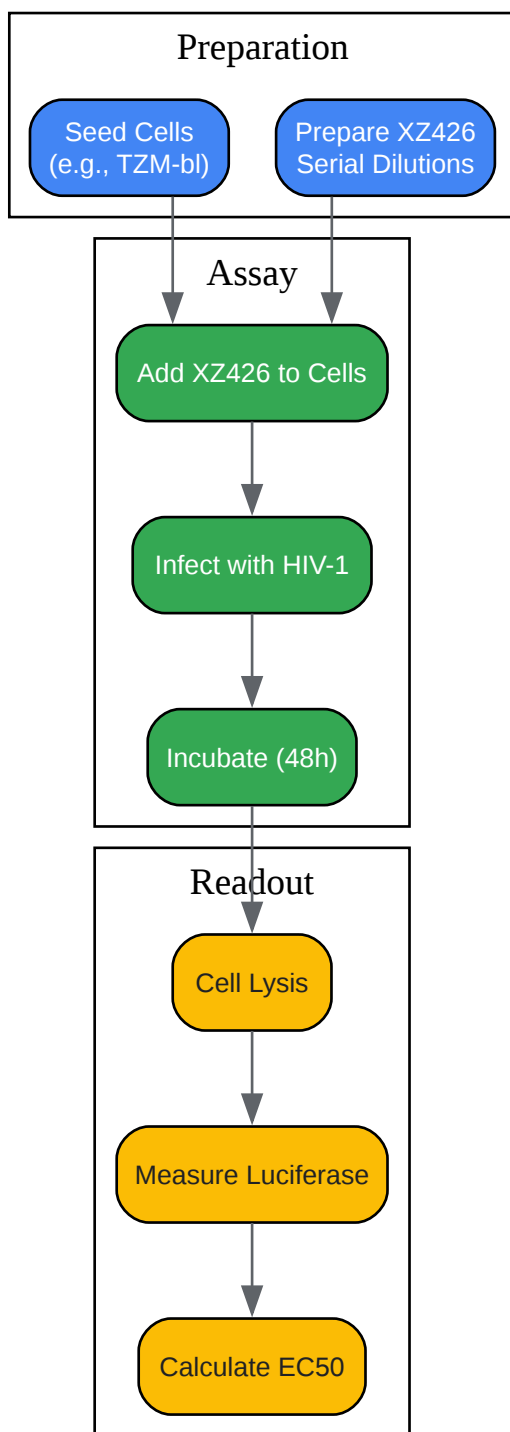 Preparation
Seed Cells
(e.g., TZM-bl)
Prepare XZ426
Serial Dilutions
Assay
Add XZ426 to Cells
Infect with HIV-1
Incubate (48h)
Readout
Cell Lysis
Measure Luciferase
Calculate EC50